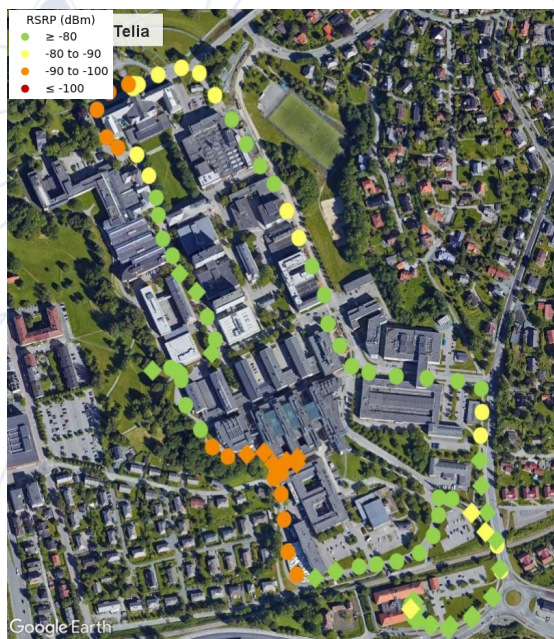 RSRP (dBm)
≥ -80
-80 to -90
-90 to -100
≤ -100
Telia
Google Earth